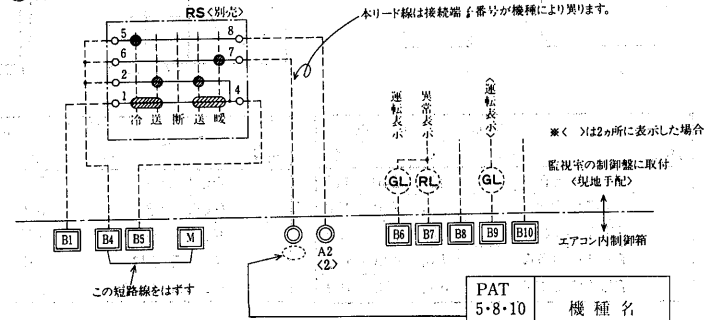 RS〈別売〉
本リード線は接続端子番号が機種により異ります。
5
8
6
7
2
1
4
冷 送 断 送 暖
運転表示
異常表示
〈運転表示〉
※〈 〉は2ヵ所に表示した場合
監視室の制御盤に取付
〈現地手配〉
GL
RL
GL
B1
B4
B5
M
A2
〈2〉
B6
B7
B8
B9
B10
エアコン内制御箱
この短路線をはずす
PAT
5・8・10
機種名